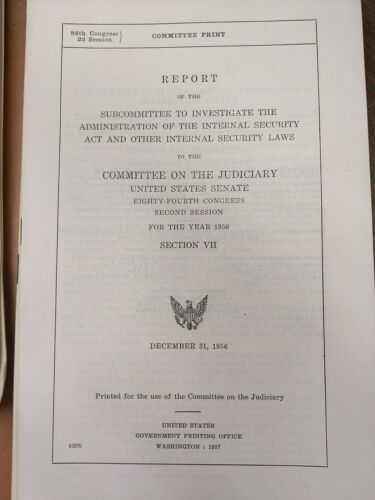 84th Congress
2d Session
COMMITTEE PRINT
REPORT
OF THE
SUBCOMMITTEE TO INVESTIGATE THE
ADMINISTRATION OF THE INTERNAL SECURITY
ACT AND OTHER INTERNAL SECURITY LAWS
TO THE
COMMITTEE ON THE JUDICIARY
UNITED STATES SENATE
EIGHTY-FOURTH CONGRESS
SECOND SESSION
FOR THE YEAR 1956
SECTION VII
DECEMBER 31, 1956
Printed for the use of the Committee on the Judiciary
UNITED STATES
GOVERNMENT PRINTING OFFICE
WASHINGTON : 1957